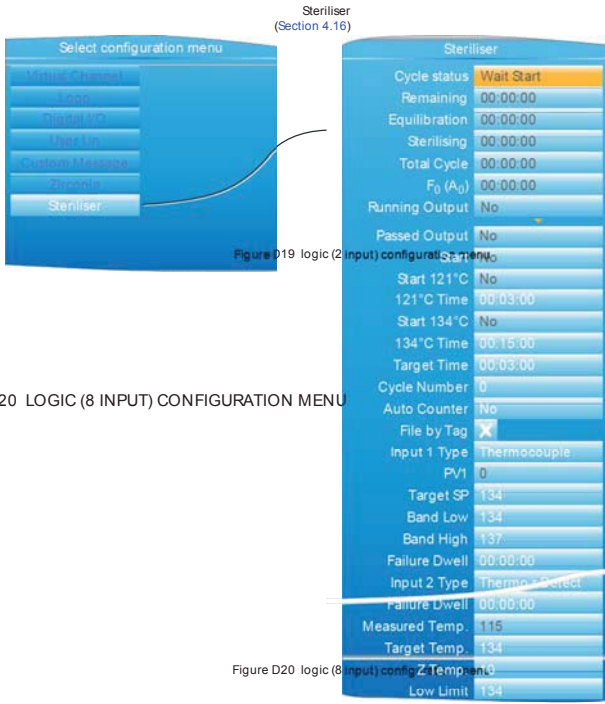 Steriliser
(Section 4.16)
Select configuration menu
Virtual Channel
Loop
Digital I/O
User Lin
Custom Message
Zirconia
Steriliser
Steriliser
Cycle status Wait Start
Remaining 00:00:00
Equilibration 00:00:00
Sterilising 00:00:00
Total Cycle 00:00:00
F0 (A0) 00:00:00
Running Output No
Passed Output No
Figure D19 logic (2 input) configuration menu
Start No
Start 121°C No
121°C Time 00:03:00
Start 134°C No
134°C Time 00:15:00
Target Time 00:03:00
Cycle Number 0
20 LOGIC (8 INPUT) CONFIGURATION MENU
Auto Counter No
File by Tag X
Input 1 Type Thermocouple
PV1 0
Target SP 134
Band Low 134
Band High 137
Failure Dwell 00:00:00
Input 2 Type
Failure Dwell 00:00:00
Measured Temp. 115
Target Temp. 134
Figure D20 logic (8 input) configuration menu
Z Temp. 10
Low Limit 134